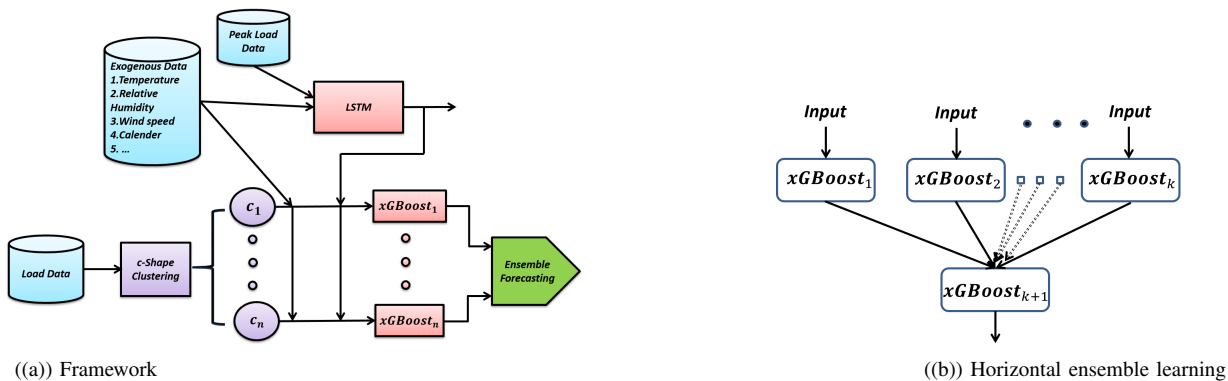 Peak Load
Data
Exogenous Data
1.Temperature
2.Relative
Humidity
3.Wind speed
4.Calender
5. ...
LSTM
c1
xGBoost1
Load Data
c-Shape
Clustering
Ensemble
Forecasting
cn
xGBoostn
((a)) Framework
Input
Input
Input
xGBoost1
xGBoost2
xGBoostk
xGBoostk+1
((b)) Horizontal ensemble learning